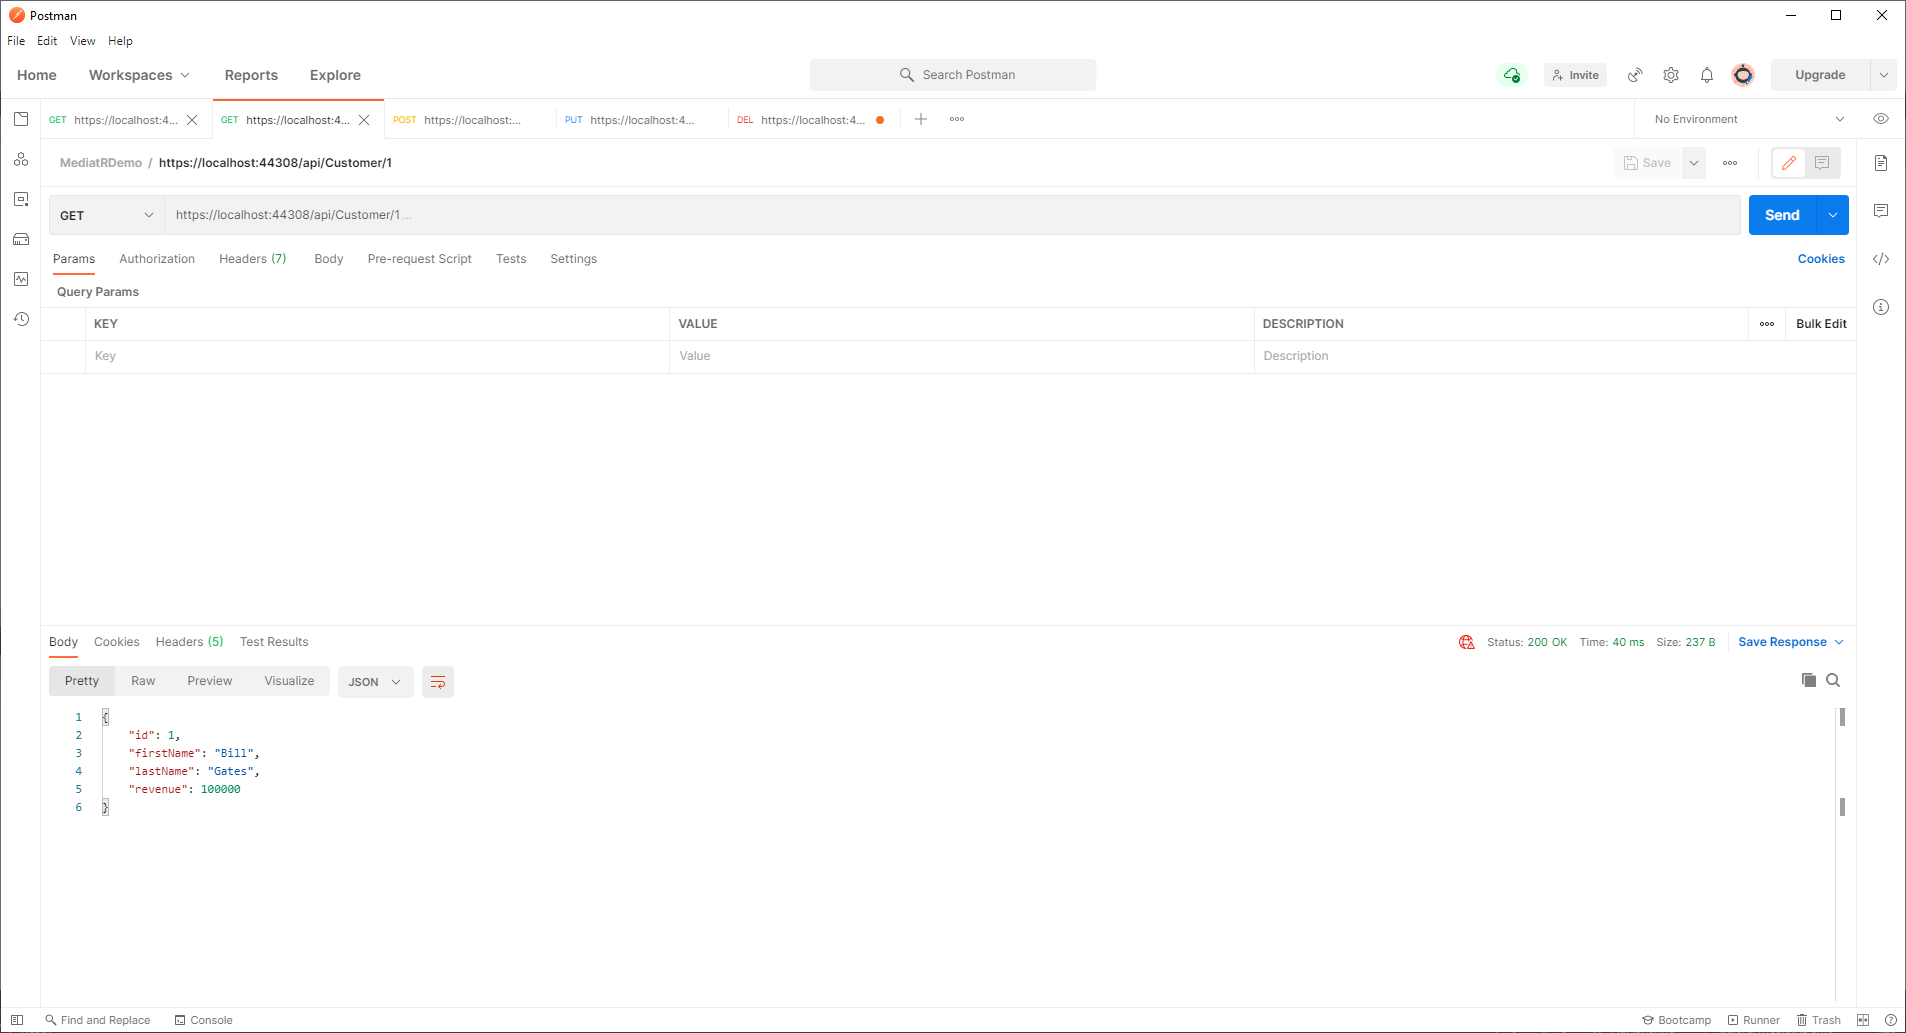 Postman
File Edit View Help
Home Workspaces Reports Explore Search Postman Invite Upgrade
GET https://localhost:4... GET https://localhost:4... POST https://localhost:... PUT https://localhost:4... DEL https://localhost:4... No Environment
MediatRDemo / https://localhost:44308/api/Customer/1 Save
GET https://localhost:44308/api/Customer/1 ... Send
Params Authorization Headers (7) Body Pre-request Script Tests Settings Cookies
Query Params
KEY VALUE DESCRIPTION Bulk Edit
Key Value Description
Body Cookies Headers (5) Test Results Status: 200 OK Time: 40 ms Size: 237 B Save Response
Pretty Raw Preview Visualize JSON
1 {
2 "id": 1,
3 "firstName": "Bill",
4 "lastName": "Gates",
5 "revenue": 100000
6 }
Find and Replace Console Bootcamp Runner Trash